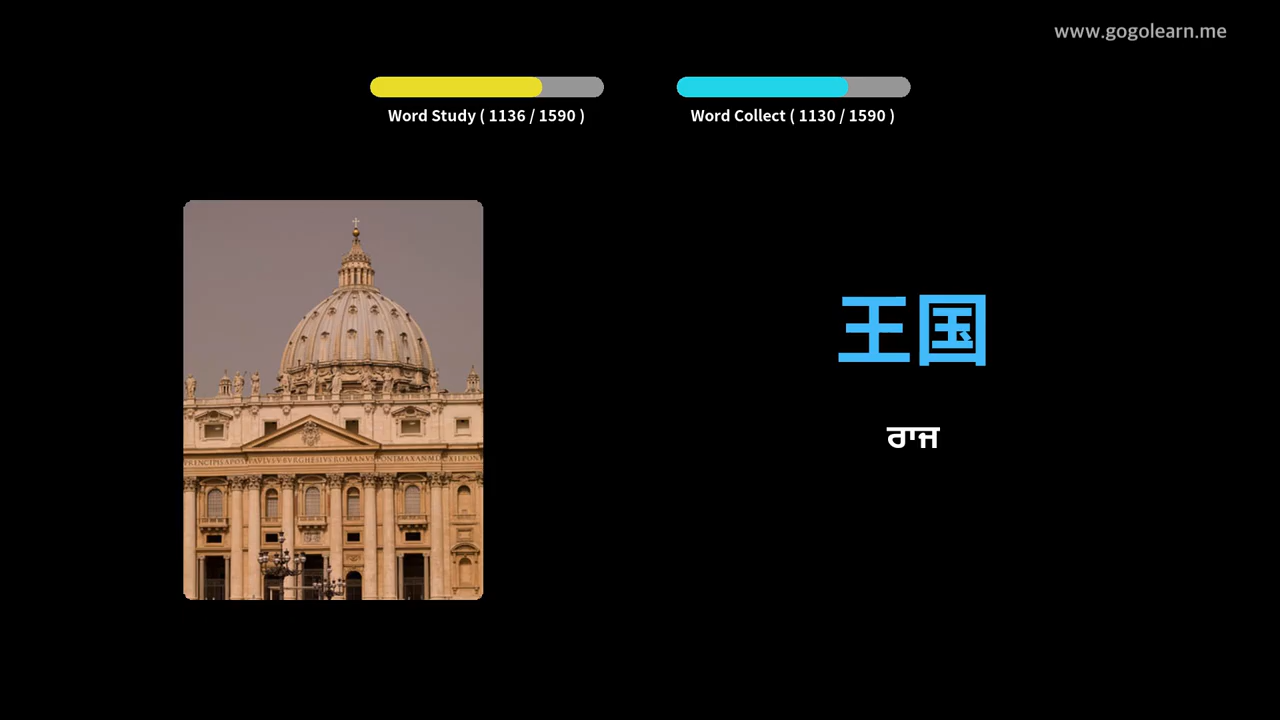 www.gogolearn.me
Word Study ( 1136 / 1590 )
Word Collect ( 1130 / 1590 )
王国
ਰਾਜ